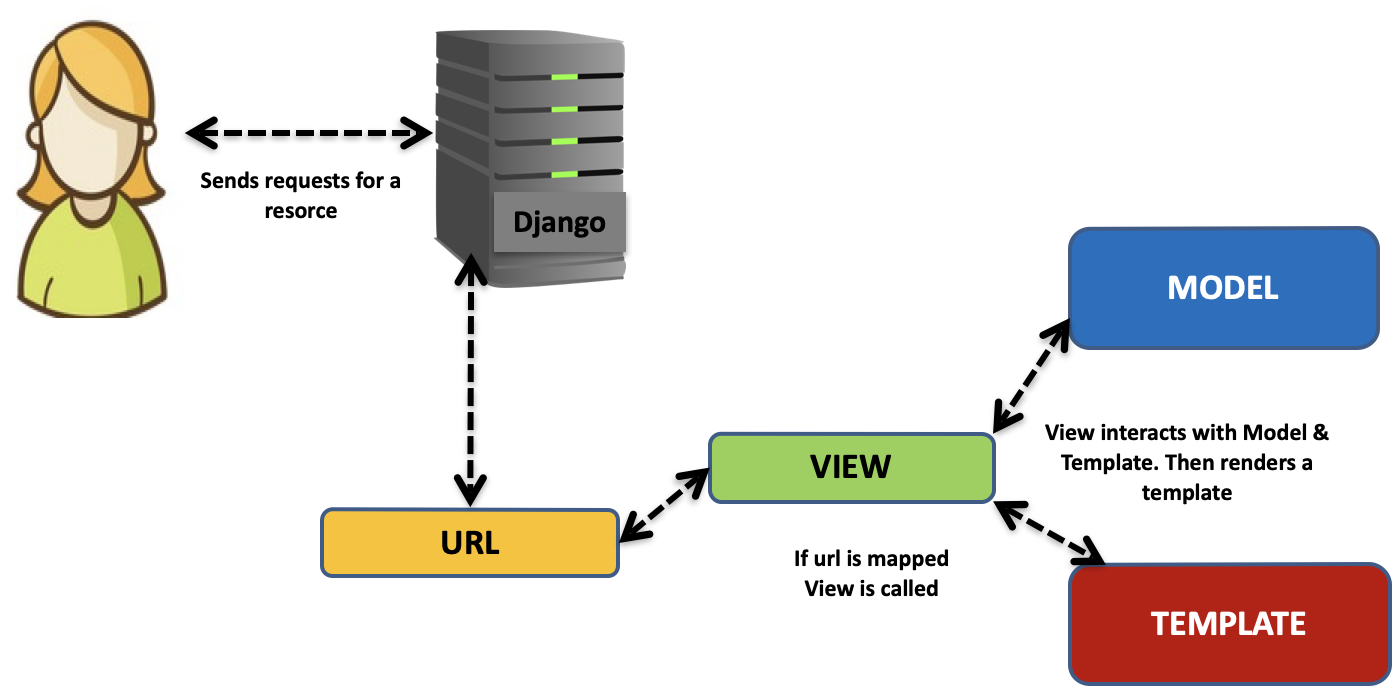 Sends requests for a
resorce
Django
URL
VIEW
If url is mapped
View is called
MODEL
View interacts with Model &
Template. Then renders a
template
TEMPLATE